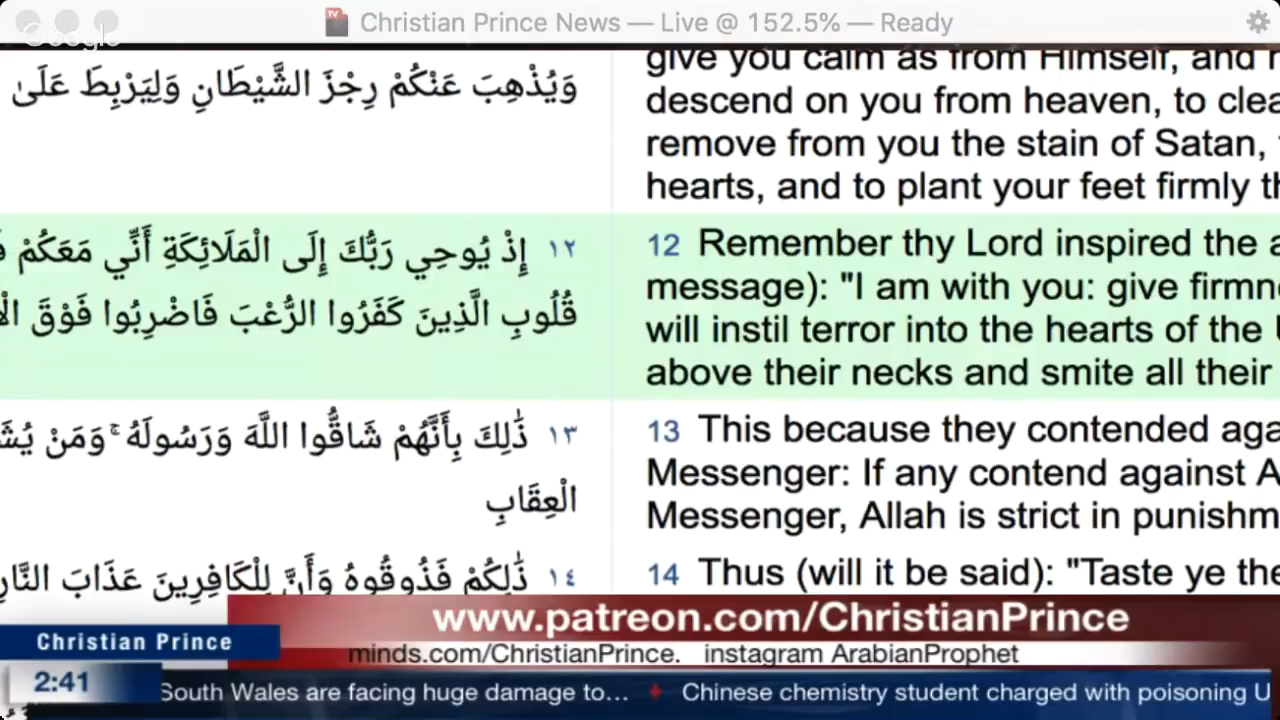 Christian Prince News — Live @ 152.5% — Ready
Google
وَيُذْهِبَ عَنْكُمْ رِجْزَ الشَّيْطَانِ وَلِيَرْبِطَ عَلَىٰ
١٢ إِذْ يُوحِي رَبُّكَ إِلَى الْمَلَائِكَةِ أَنِّي مَعَكُمْ
قُلُوبِ الَّذِينَ كَفَرُوا الرُّعْبَ فَاضْرِبُوا فَوْقَ
١٣ ذَٰلِكَ بِأَنَّهُمْ شَاقُّوا اللَّهَ وَرَسُولَهُ ۚ وَمَنْ
الْعِقَابِ
١٤ ذَٰلِكُمْ فَذُوقُوهُ وَأَنَّ لِلْكَافِرِينَ عَذَابَ النَّارِ
give you calm as from Himself, and
descend on you from heaven, to
remove from you the stain of Satan,
hearts, and to plant your feet firmly
12 Remember thy Lord inspired the
message): "I am with you: give
will instil terror into the hearts of the
above their necks and smite all their
13 This because they contended
Messenger: If any contend against
Messenger, Allah is strict in
14 Thus (will it be said): "Taste ye
www.patreon.com/ChristianPrince
Christian Prince
minds.com/ChristianPrince. instagram ArabianProphet
2:41
South Wales are facing huge damage to... Chinese chemistry student charged with poisoning